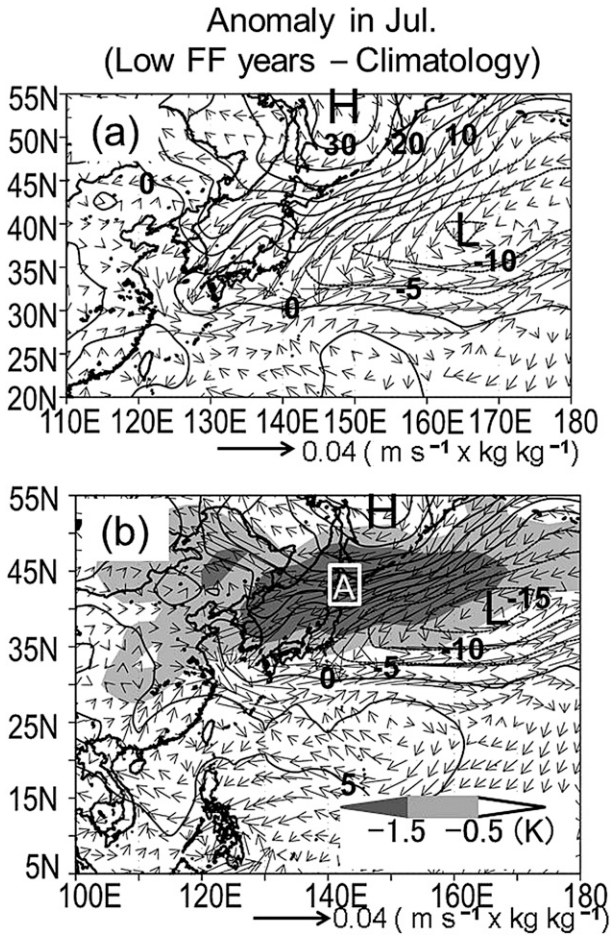 Anomaly in Jul.
(Low FF years – Climatology)
55N
50N
45N
40N
35N
30N
25N
20N
(a)
H
30
20
10
0
L
-10
-5
0
110E 120E 130E 140E 150E 160E 170E 180
0.04 ( m s⁻¹ x kg kg⁻¹)
55N
45N
35N
25N
15N
5N
(b)
H
A
L
-15
-10
-5
0
5
−1.5 −0.5 (K)
100E 120E 140E 160E 180
0.04 ( m s⁻¹ x kg kg⁻¹)